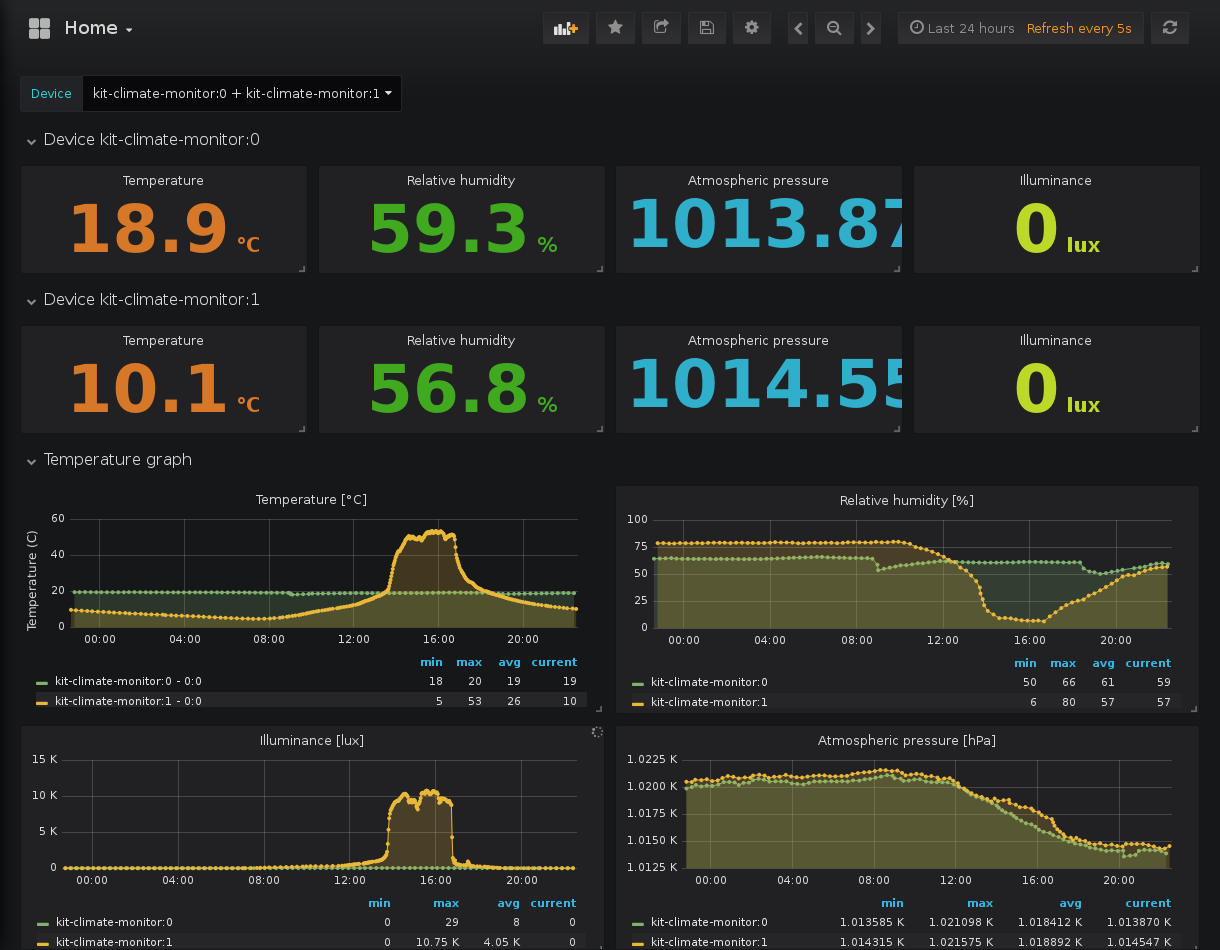 Home
Last 24 hours Refresh every 5s
Device kit-climate-monitor:0 + kit-climate-monitor:1
Device kit-climate-monitor:0
Temperature
18.9 °C
Relative humidity
59.3 %
Atmospheric pressure
1013.87
Illuminance
0 lux
Device kit-climate-monitor:1
Temperature
10.1 °C
Relative humidity
56.8 %
Atmospheric pressure
1014.55
Illuminance
0 lux
Temperature graph
Temperature [°C]
Temperature (C)
60
40
20
0
00:00 04:00 08:00 12:00 16:00 20:00
min max avg current
kit-climate-monitor:0 - 0:0 18 20 19 19
kit-climate-monitor:1 - 0:0 5 53 26 10
Relative humidity [%]
100
75
50
25
0
00:00 04:00 08:00 12:00 16:00 20:00
min max avg current
kit-climate-monitor:0 50 66 61 59
kit-climate-monitor:1 6 80 57 57
Illuminance [lux]
15 K
10 K
5 K
0
00:00 04:00 08:00 12:00 16:00 20:00
min max avg current
kit-climate-monitor:0 0 29 8 0
kit-climate-monitor:1 0 10.75 K 4.05 K 0
Atmospheric pressure [hPa]
1.0225 K
1.0200 K
1.0175 K
1.0150 K
1.0125 K
00:00 04:00 08:00 12:00 16:00 20:00
min max avg current
kit-climate-monitor:0 1.013585 K 1.021098 K 1.018412 K 1.013870 K
kit-climate-monitor:1 1.014315 K 1.021575 K 1.018892 K 1.014547 K